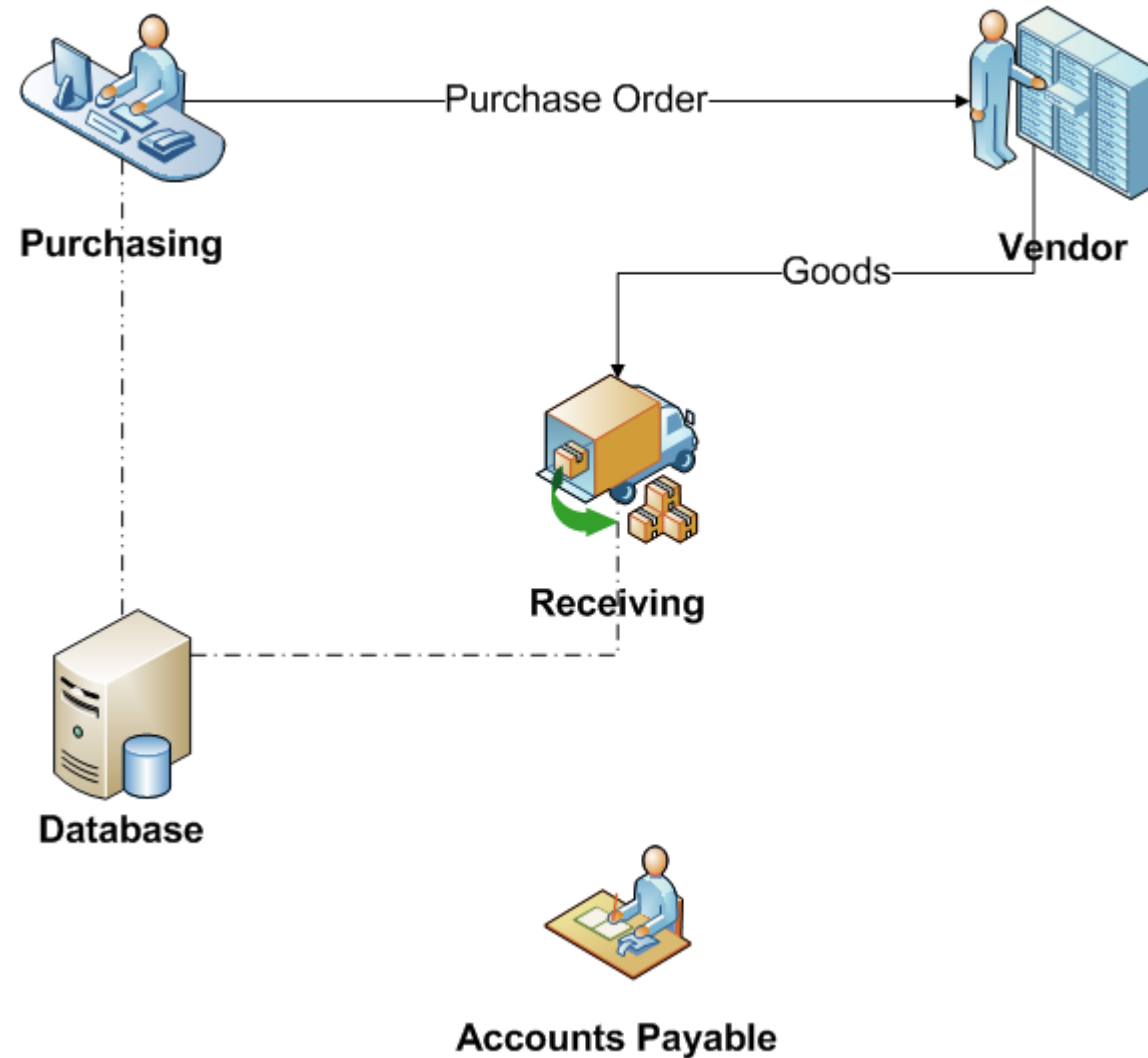 Purchase Order
Purchasing
Vendor
Goods
Receiving
Database
Accounts Payable